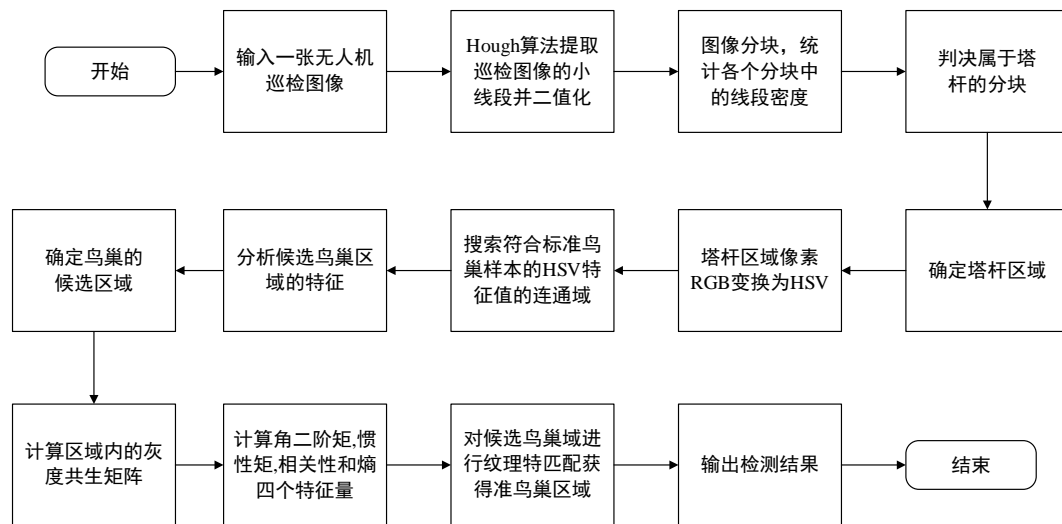 开始
输入一张无人机
巡检图像
Hough算法提取
巡检图像的小
线段并二值化
图像分块，统
计各个分块中
的线段密度
判决属于塔
杆的分块
确定塔杆区域
塔杆区域像素
RGB变换为HSV
搜索符合标准鸟
巢样本的HSV特
征值的连通域
分析候选鸟巢区
域的特征
确定鸟巢的
候选区域
计算区域内的灰
度共生矩阵
计算角二阶矩,惯
性矩,相关性和熵
四个特征量
对候选鸟巢域进
行纹理特匹配获
得准鸟巢区域
输出检测结果
结束